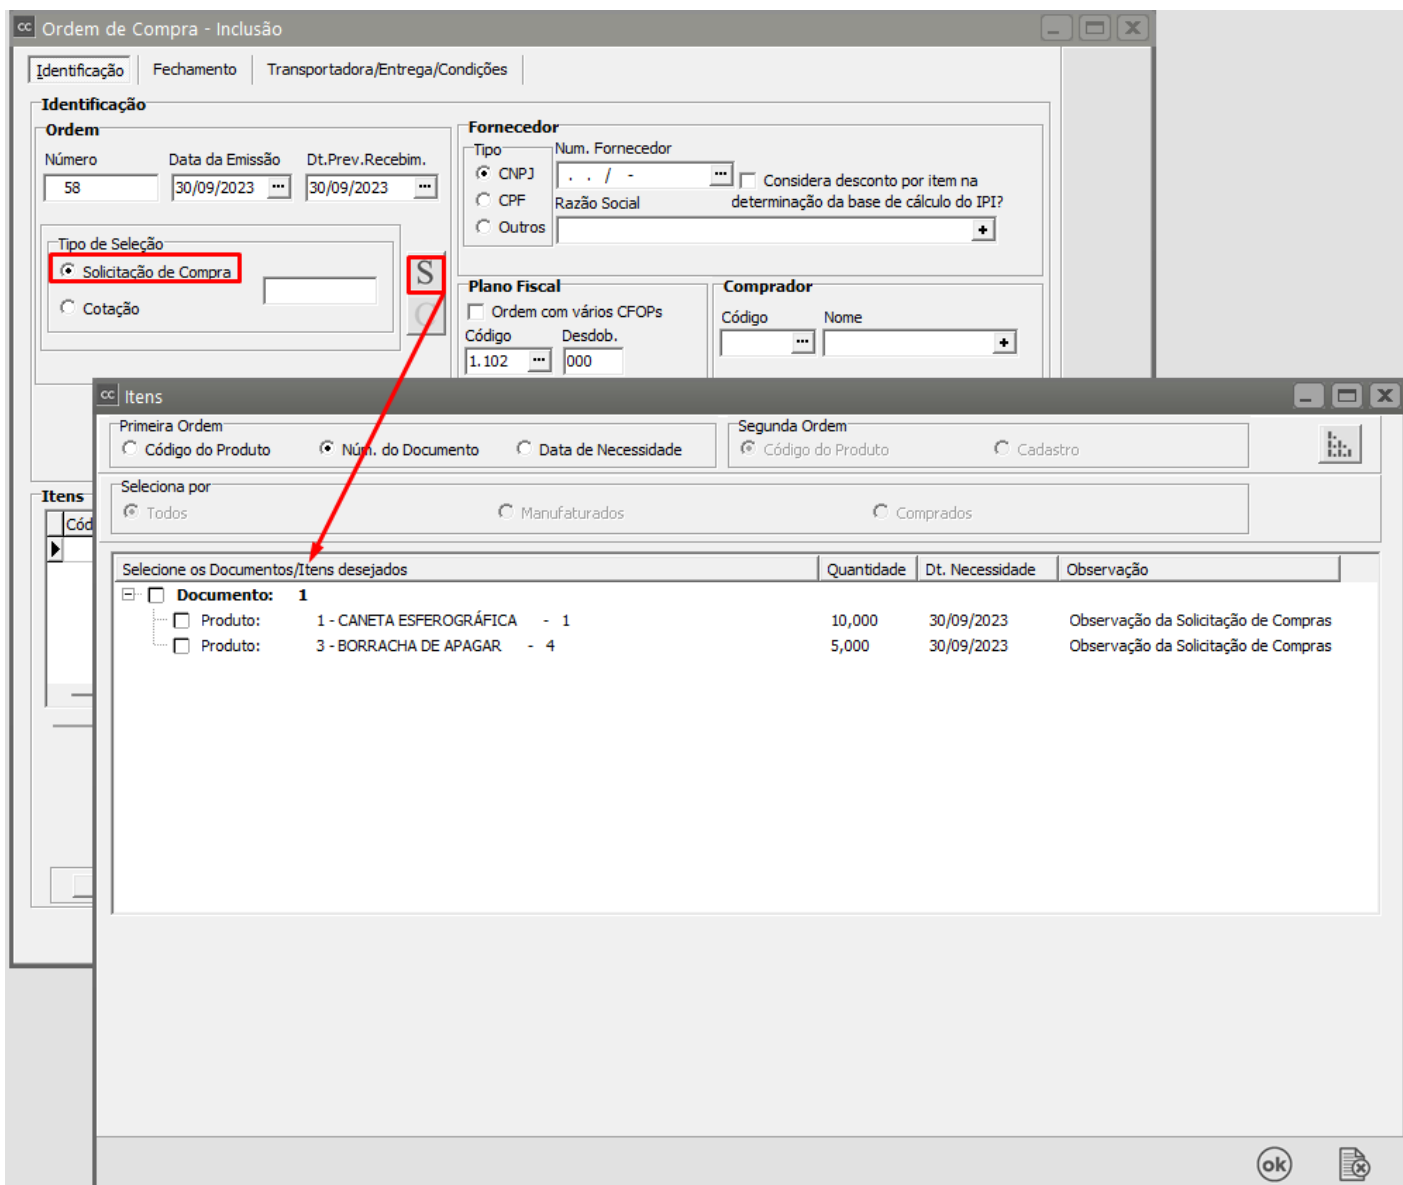 cc Ordem de Compra - Inclusão
Identificação Fechamento Transportadora/Entrega/Condições
Identificação
Ordem
Número Data da Emissão Dt.Prev.Recebim.
58 30/09/2023 ... 30/09/2023 ...
Tipo de Seleção
Solicitação de Compra
Cotação
S
Fornecedor
Tipo
CNPJ
CPF
Outros
Num. Fornecedor
. . / - ...
Considera desconto por item na
determinação da base de cálculo do IPI?
Razão Social
+
Plano Fiscal
Ordem com vários CFOPs
Código Desdob.
1.102 ... 000
Comprador
Código Nome
... +
Itens
Cód
cc Itens
Primeira Ordem
Código do Produto Núm. do Documento Data de Necessidade
Segunda Ordem
Código do Produto Cadastro
Seleciona por
Todos Manufaturados Comprados
Selecione os Documentos/Itens desejados Quantidade Dt. Necessidade Observação
Documento: 1
Produto: 1 - CANETA ESFEROGRÁFICA - 1 10,000 30/09/2023 Observação da Solicitação de Compras
Produto: 3 - BORRACHA DE APAGAR - 4 5,000 30/09/2023 Observação da Solicitação de Compras
ok